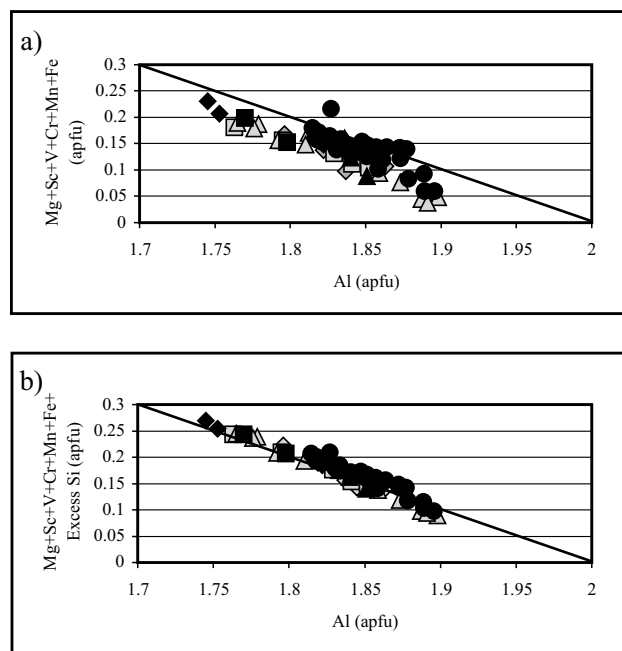 a)
Mg+Sc+V+Cr+Mn+Fe
(apfu)
0.3
0.25
0.2
0.15
0.1
0.05
0
1.7 1.75 1.8 1.85 1.9 1.95 2
Al (apfu)
b)
Mg+Sc+V+Cr+Mn+Fe+
Excess Si (apfu)
0.3
0.25
0.2
0.15
0.1
0.05
0
1.7 1.75 1.8 1.85 1.9 1.95 2
Al (apfu)